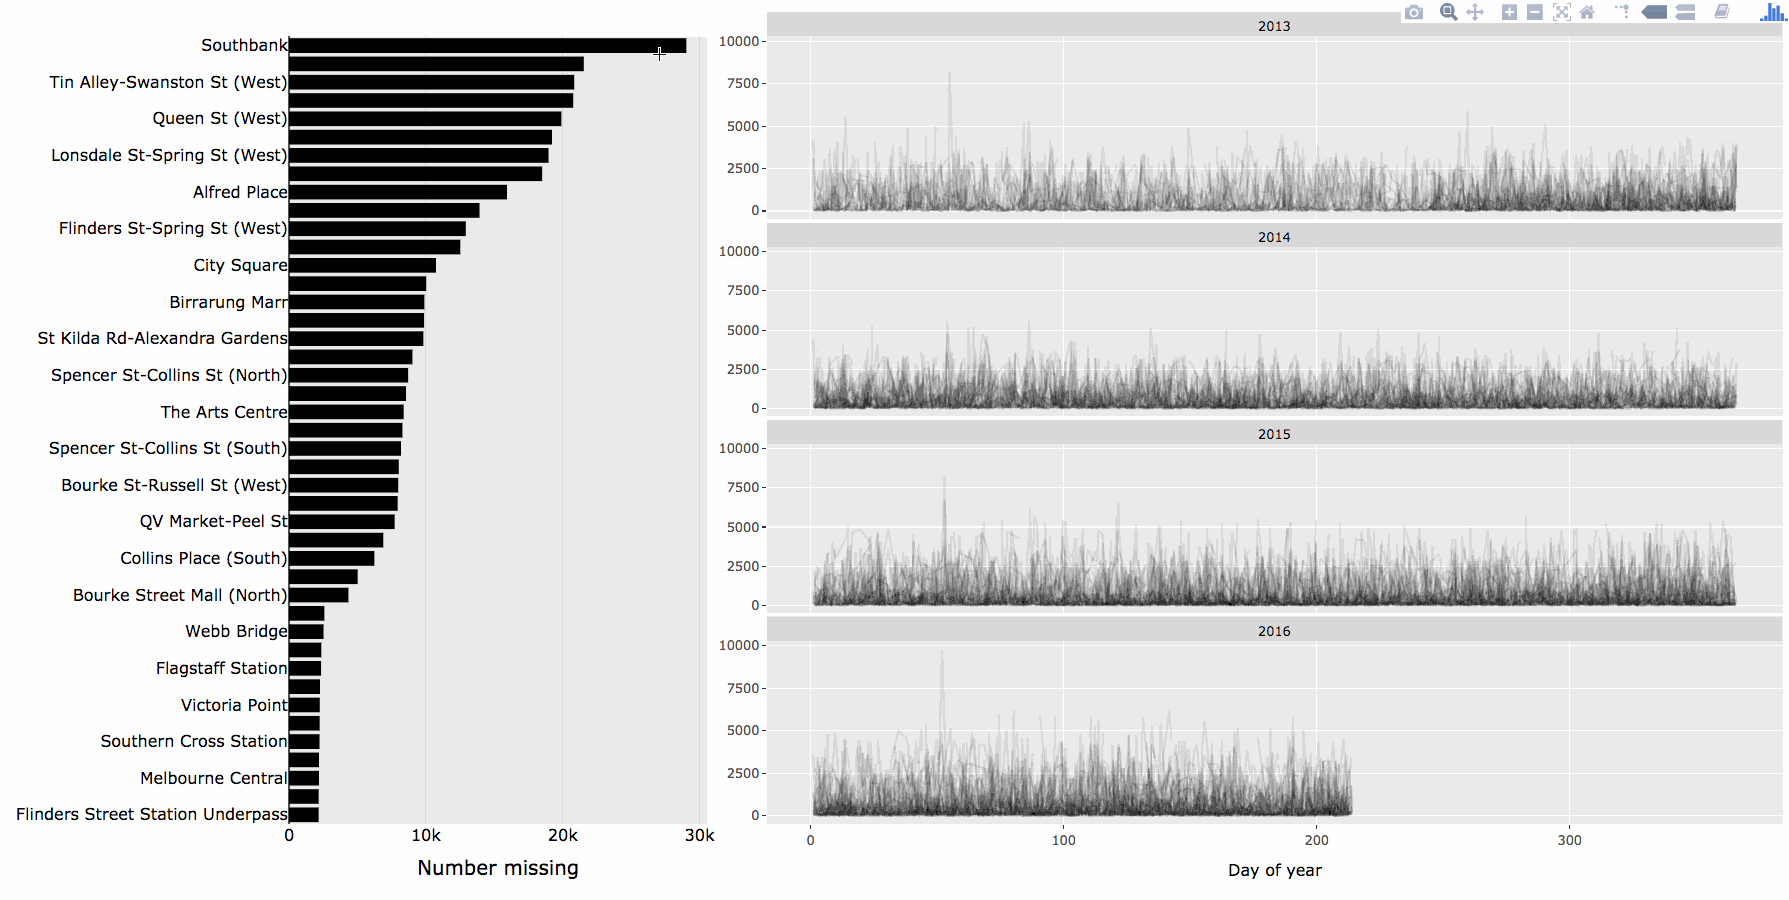 Southbank
Tin Alley-Swanston St (West)
Queen St (West)
Lonsdale St-Spring St (West)
Alfred Place
Flinders St-Spring St (West)
City Square
Birrarung Marr
St Kilda Rd-Alexandra Gardens
Spencer St-Collins St (North)
The Arts Centre
Spencer St-Collins St (South)
Bourke St-Russell St (West)
QV Market-Peel St
Collins Place (South)
Bourke Street Mall (North)
Webb Bridge
Flagstaff Station
Victoria Point
Southern Cross Station
Melbourne Central
Flinders Street Station Underpass
0 10k 20k 30k
Number missing
2013
10000
7500
5000
2500
0
2014
10000
7500
5000
2500
0
2015
10000
7500
5000
2500
0
2016
10000
7500
5000
2500
0
0 100 200 300
Day of year